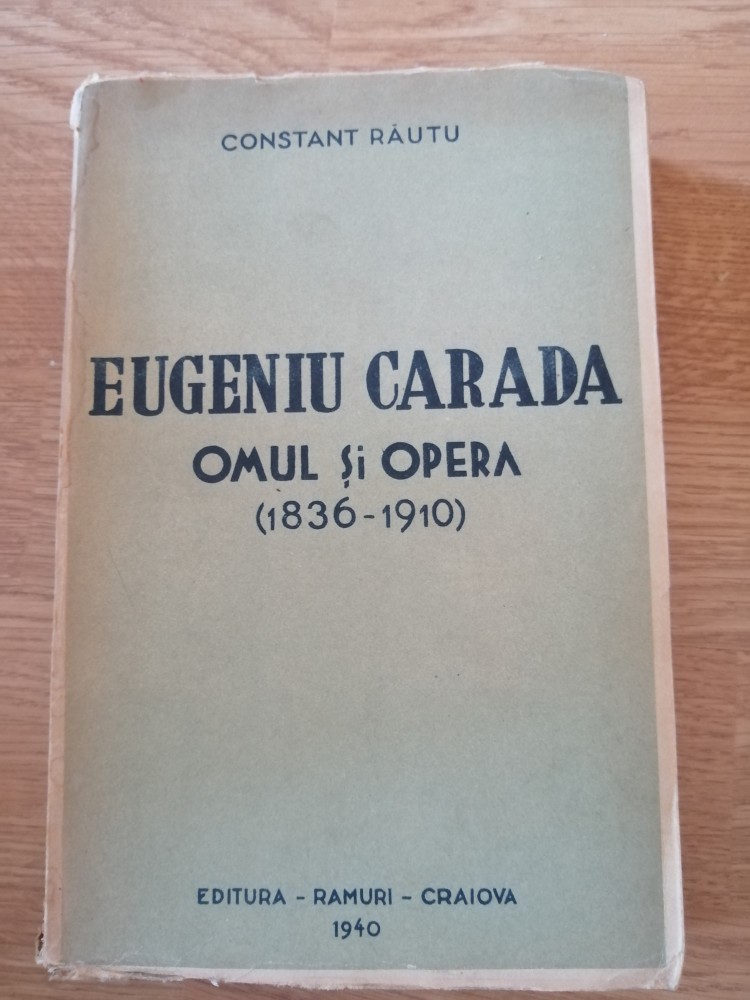 CONSTANT RĂUTU
EUGENIU CARADA
OMUL și OPERA
(1836-1910)
EDITURA - RAMURI - CRAIOVA
1940